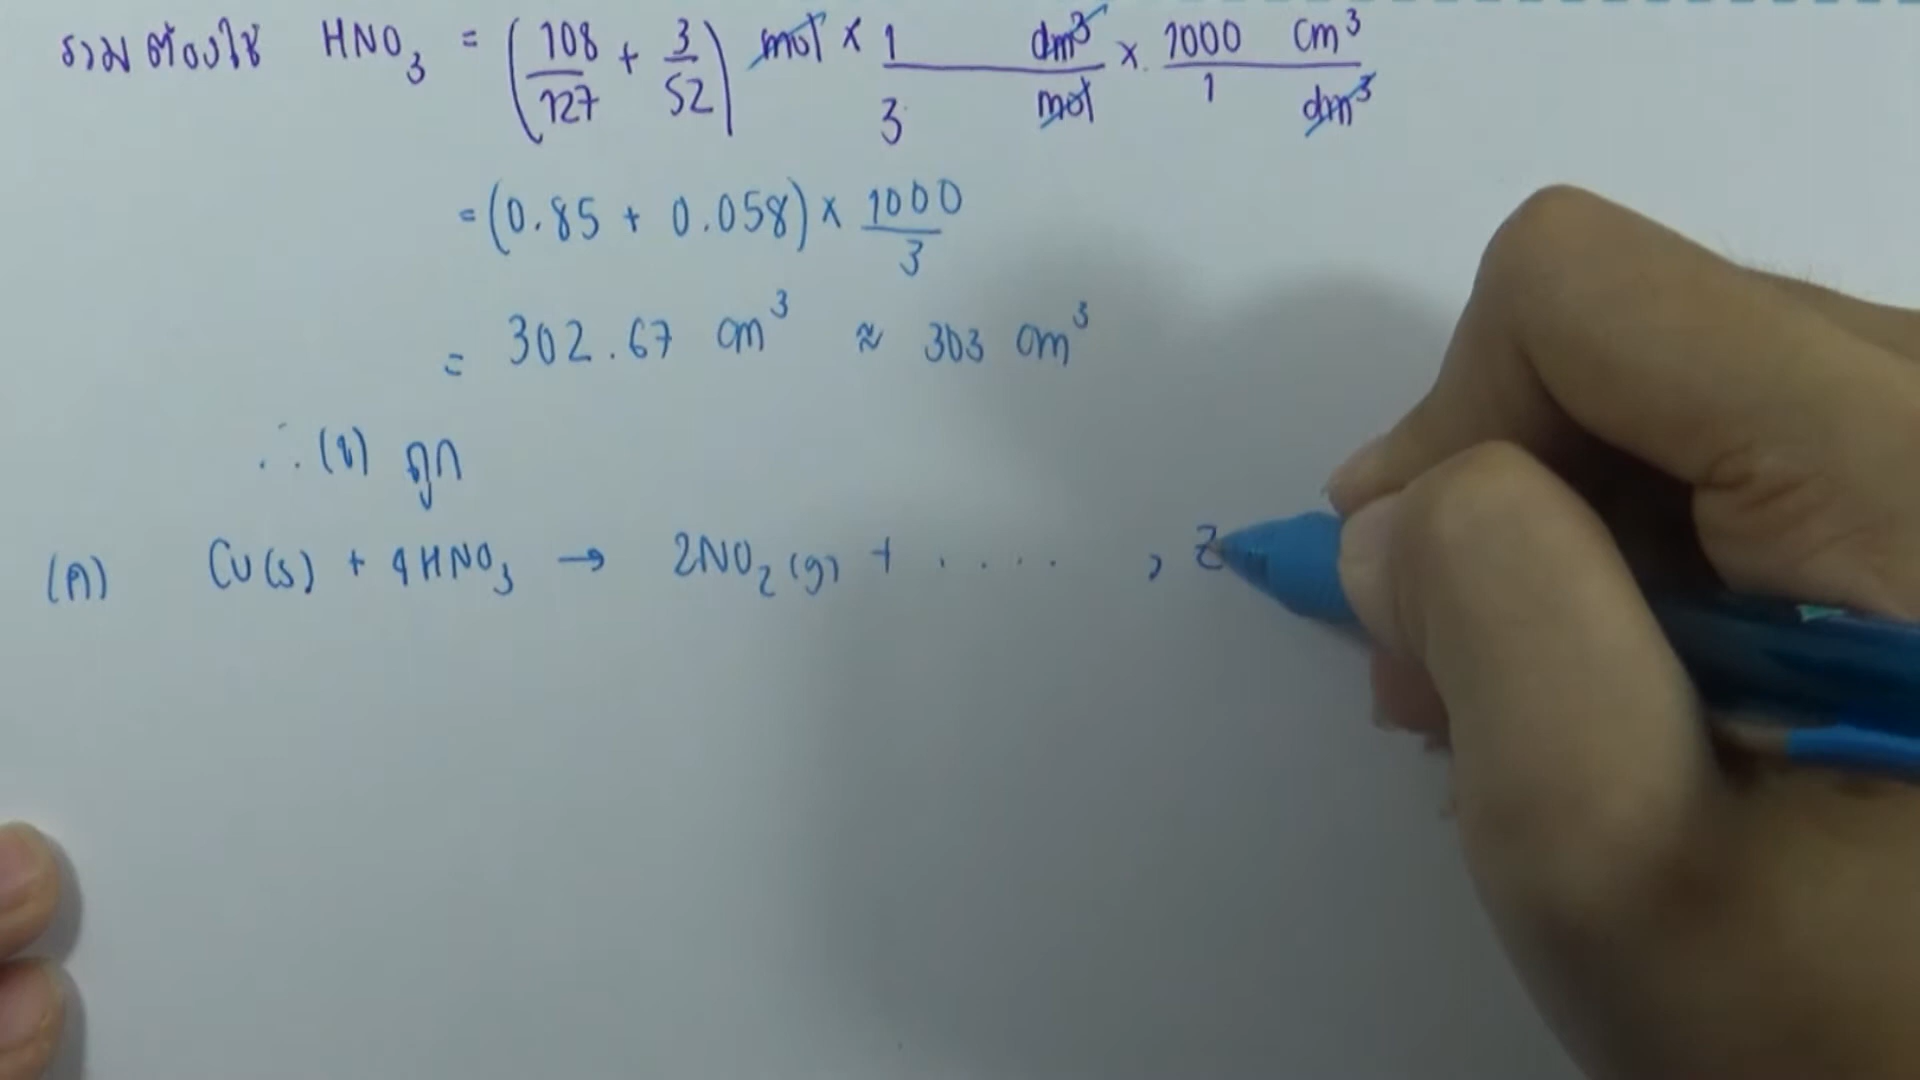 รวมต้องใช้ HNO₃ = (108/127 + 3/52) mol × 1 dm³/3 mol × 1000 cm³/1 dm³
= (0.85 + 0.058) × 1000/3
= 302.67 cm³ ≈ 303 cm³
∴ (ข) ถูก
(ค) Cu(s) + 4HNO₃ → 2NO₂(g) + . . . . , Z